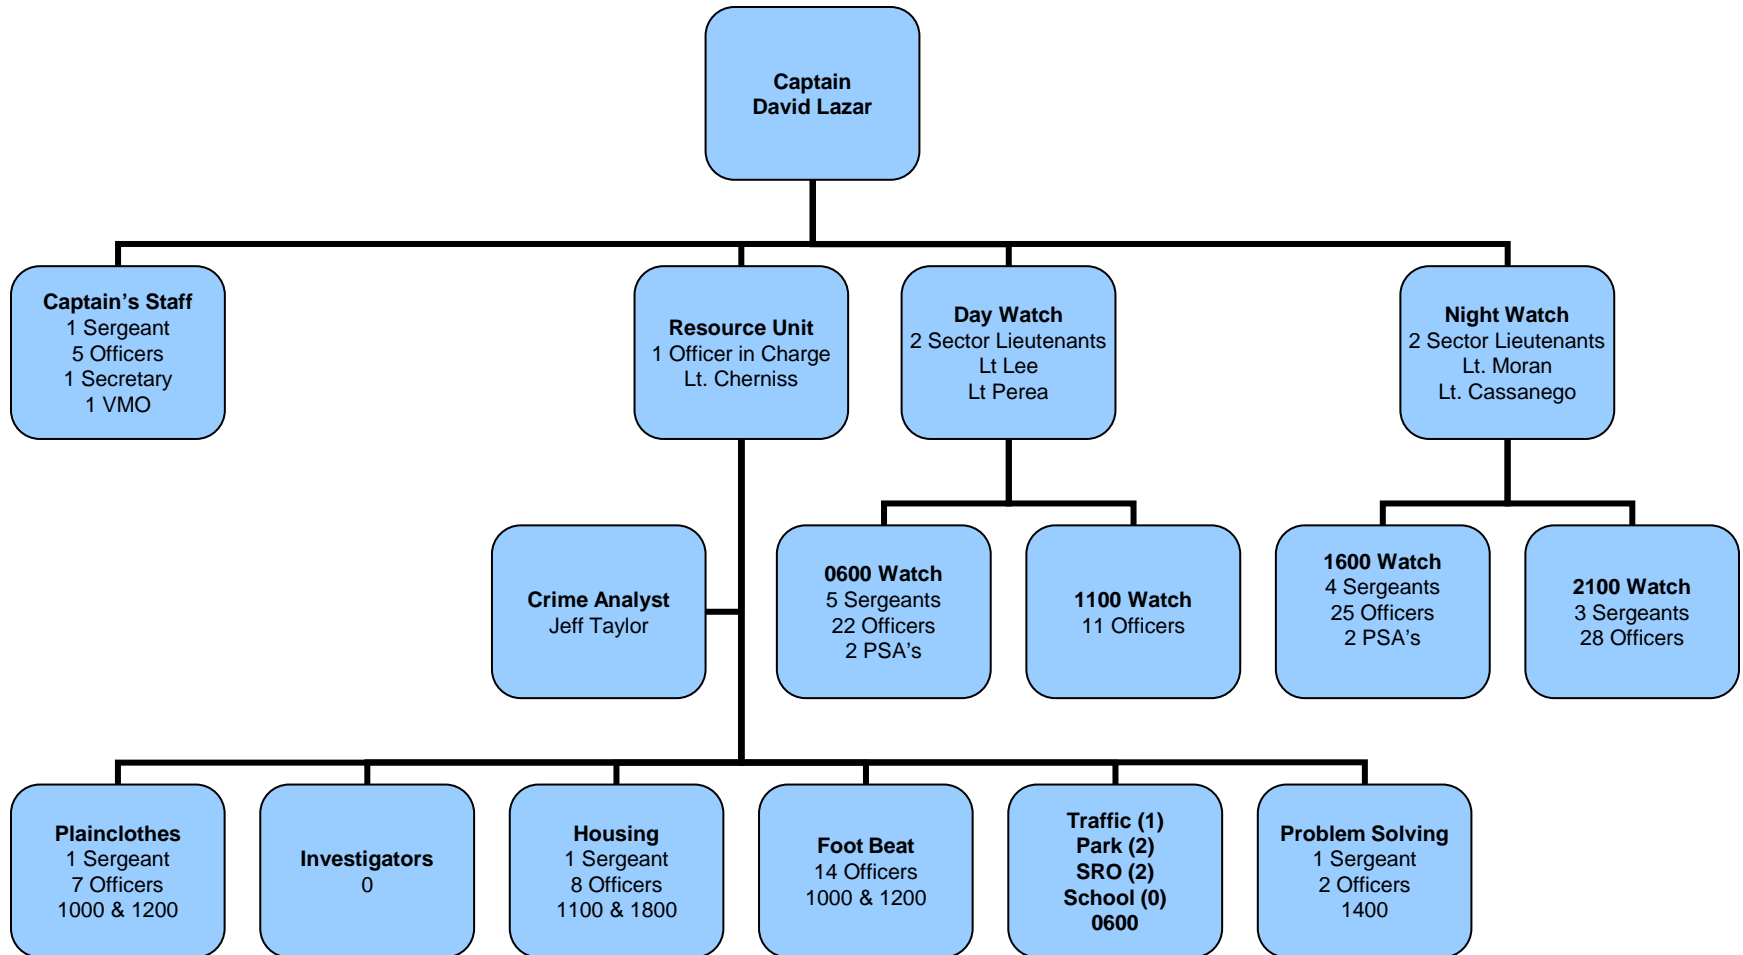 Captain
David Lazar
Captain’s Staff
1 Sergeant
5 Officers
1 Secretary
1 VMO
Resource Unit
1 Officer in Charge
Lt. Cherniss
Day Watch
2 Sector Lieutenants
Lt Lee
Lt Perea
Night Watch
2 Sector Lieutenants
Lt. Moran
Lt. Cassanego
Crime Analyst
Jeff Taylor
0600 Watch
5 Sergeants
22 Officers
2 PSA’s
1100 Watch
11 Officers
1600 Watch
4 Sergeants
25 Officers
2 PSA’s
2100 Watch
3 Sergeants
28 Officers
Plainclothes
1 Sergeant
7 Officers
1000 & 1200
Investigators
0
Housing
1 Sergeant
8 Officers
1100 & 1800
Foot Beat
14 Officers
1000 & 1200
Traffic (1)
Park (2)
SRO (2)
School (0)
0600
Problem Solving
1 Sergeant
2 Officers
1400